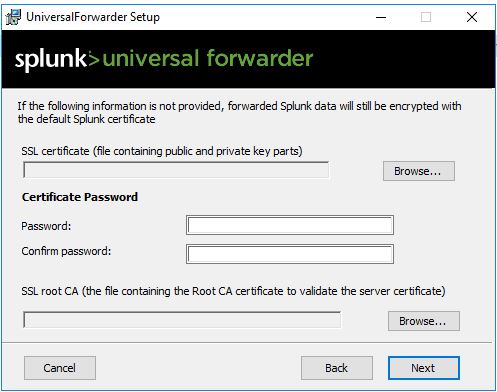 UniversalForwarder Setup
splunk>universal forwarder
If the following information is not provided, forwarded Splunk data will still be encrypted with
the default Splunk certificate
SSL certificate (file containing public and private key parts)
Browse...
Certificate Password
Password:
Confirm password:
SSL root CA (the file containing the Root CA certificate to validate the server certificate)
Browse...
Cancel
Back
Next